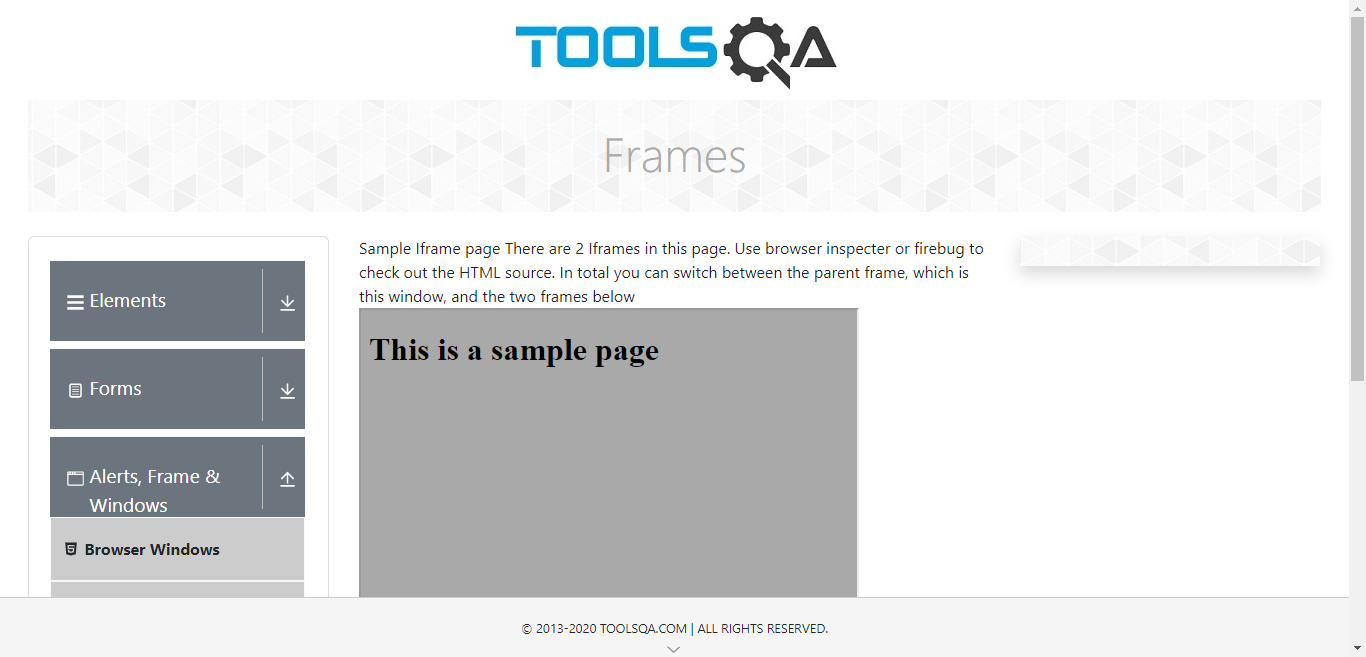 TOOLSQA
Frames
Elements
Forms
Alerts, Frame &
Windows
Browser Windows
Sample Iframe page There are 2 Iframes in this page. Use browser inspecter or firebug to
check out the HTML source. In total you can switch between the parent frame, which is
this window, and the two frames below
This is a sample page
© 2013-2020 TOOLSQA.COM | ALL RIGHTS RESERVED.